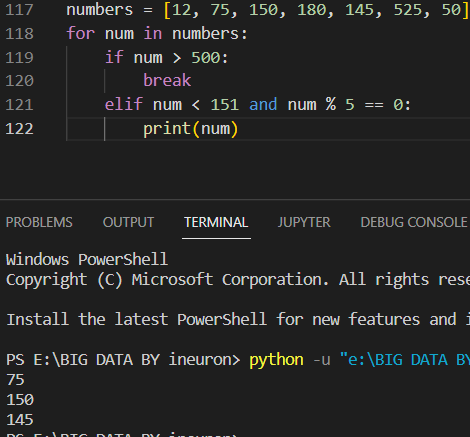 117 numbers = [12, 75, 150, 180, 145, 525, 50]
118 for num in numbers:
119     if num > 500:
120         break
121     elif num < 151 and num % 5 == 0:
122         print(num)
PROBLEMS OUTPUT TERMINAL JUPYTER DEBUG CONSOLE
Windows PowerShell
Copyright (C) Microsoft Corporation. All rights rese
Install the latest PowerShell for new features and i
PS E:\BIG DATA BY ineuron> python -u "e:\BIG DATA BY
75
150
145
PS E:\BIG DATA BY ineuron>